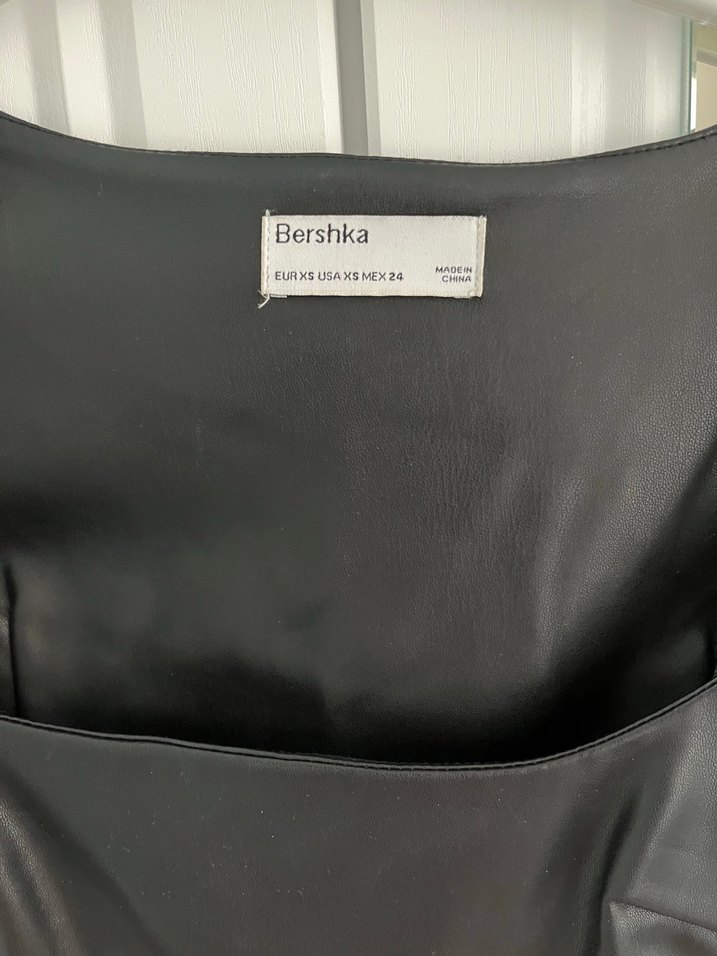 Bershka
EUR XS USA XS MEX 24
MADE IN
CHINA